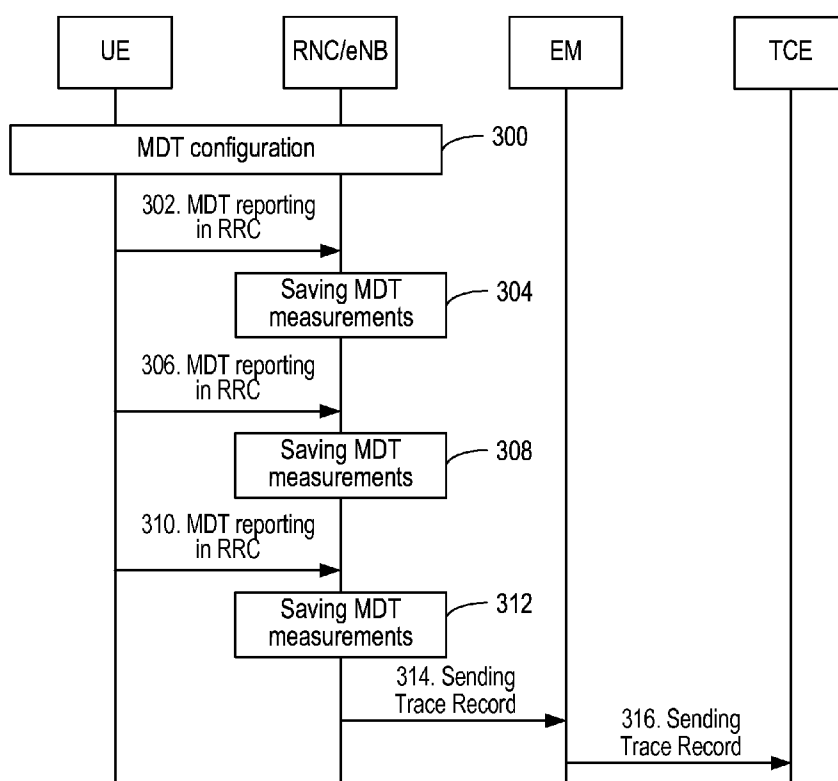 UE
RNC/eNB
EM
TCE
MDT configuration
300
302. MDT reporting
in RRC
Saving MDT
measurements
304
306. MDT reporting
in RRC
Saving MDT
measurements
308
310. MDT reporting
in RRC
Saving MDT
measurements
312
314. Sending
Trace Record
316. Sending
Trace Record